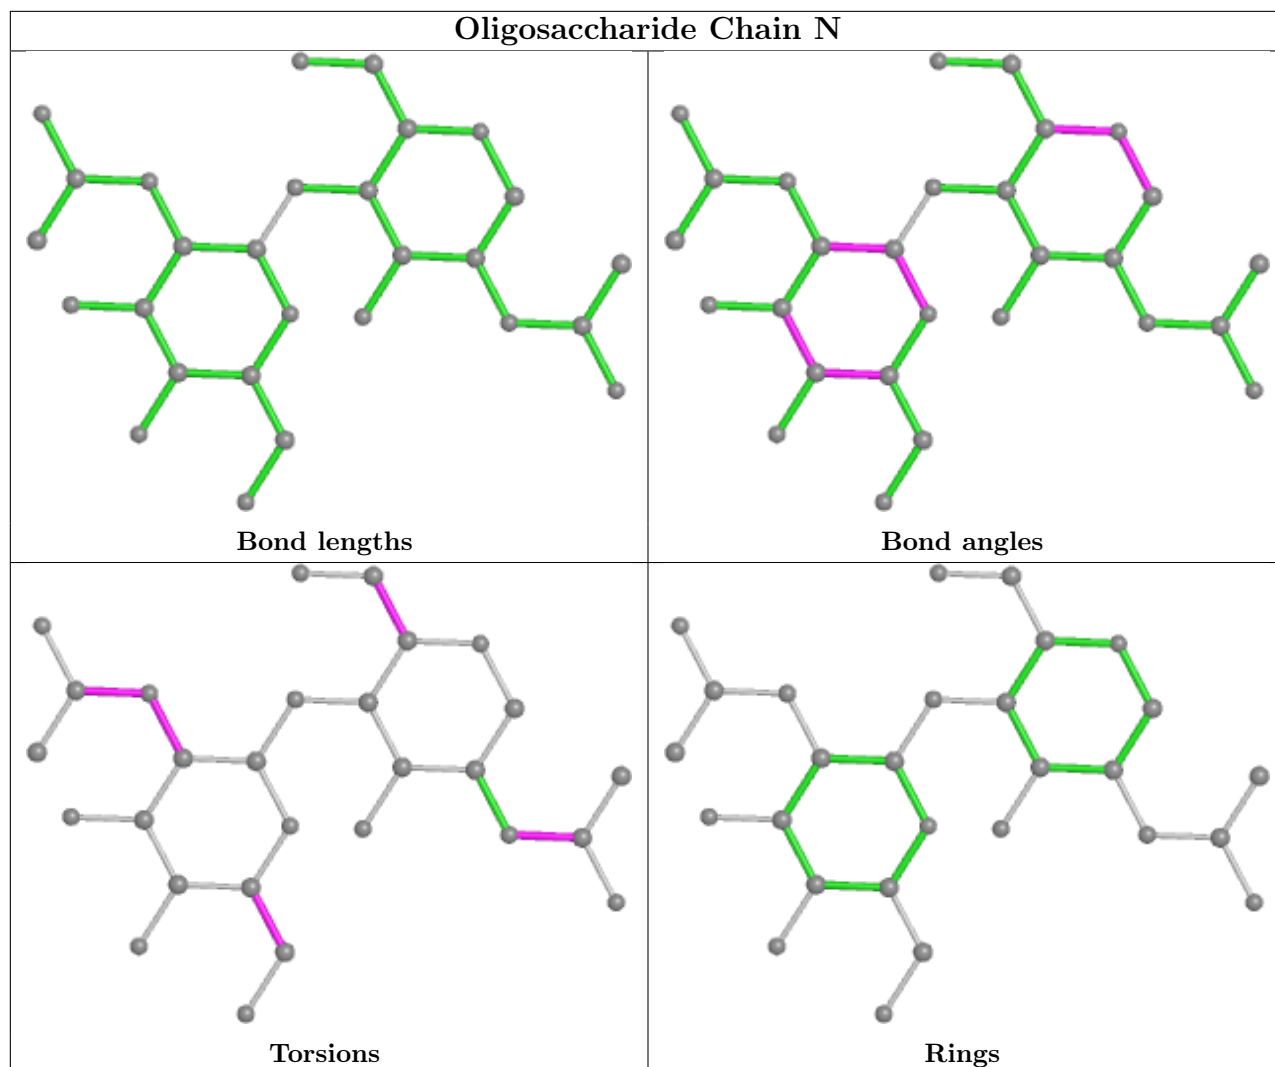 Oligosaccharide Chain N
Bond lengths
Bond angles
Torsions
Rings